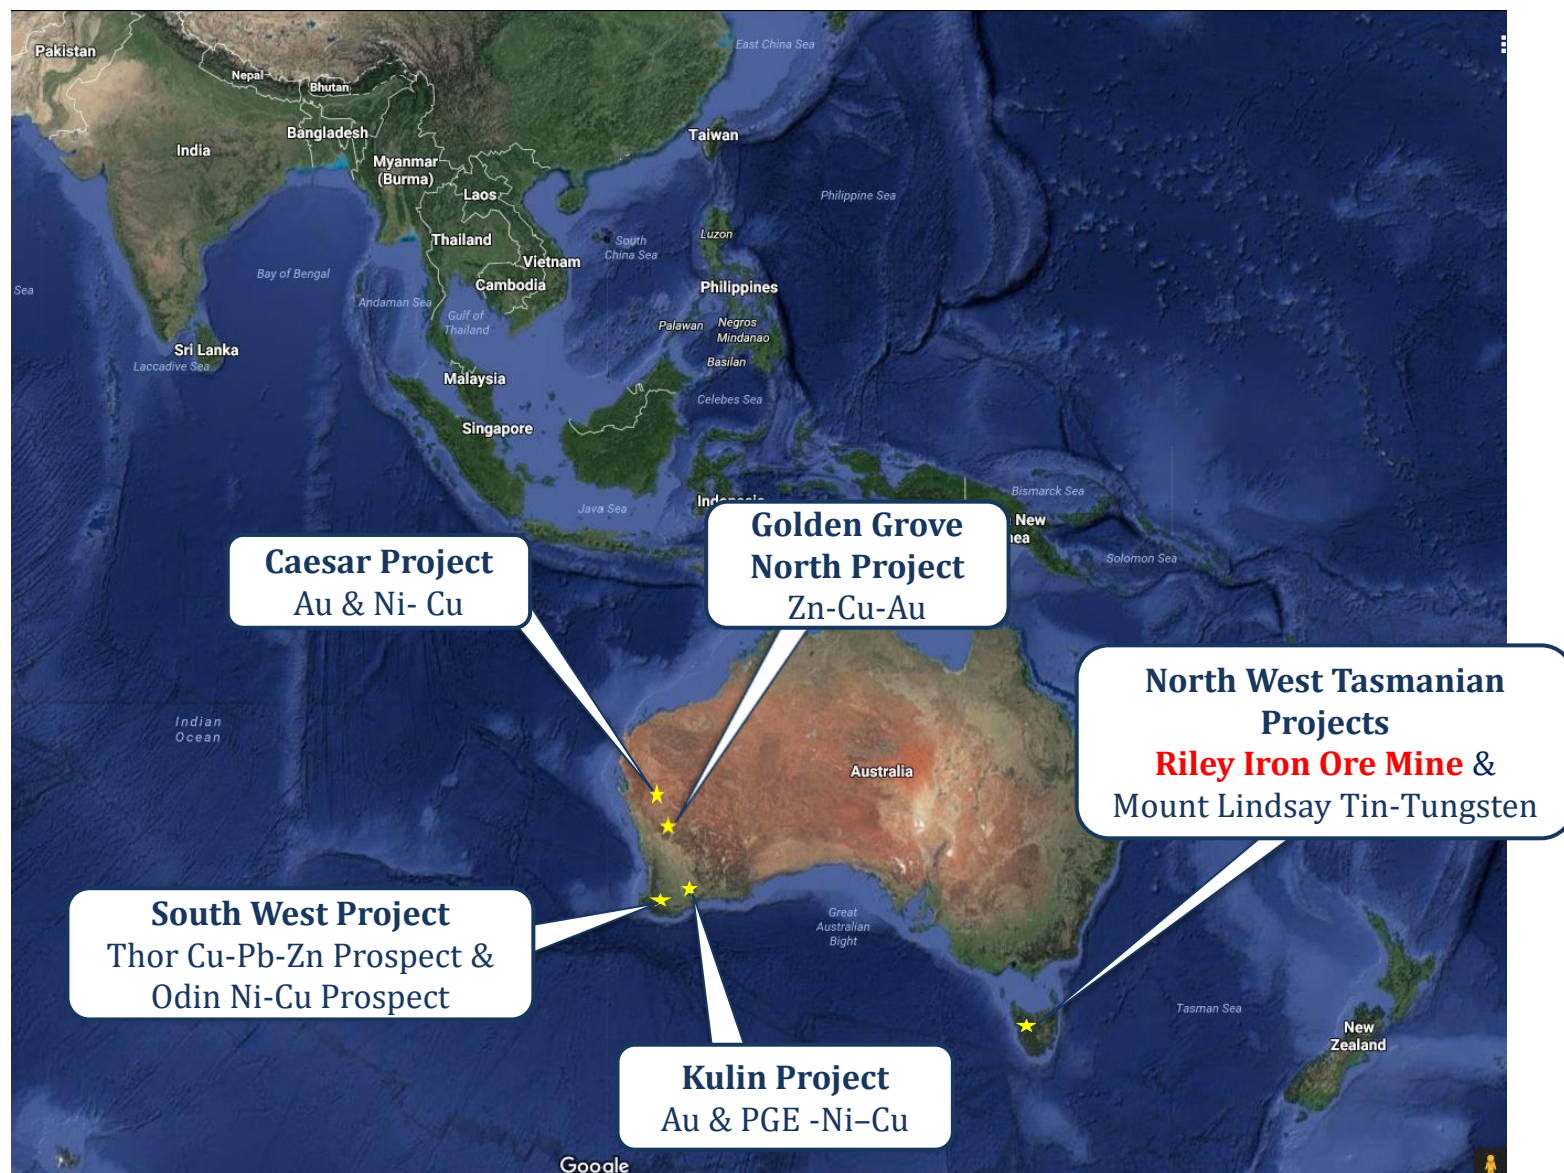 East China Sea
Pakistan
Nepal
Bhutan
Bangladesh
Taiwan
India
Myanmar
(Burma)
Laos
Philippine Sea
Luzon
Thailand
South
China Sea
Vietnam
Bay of Bengal
Cambodia
Philippines
Sea
Andaman Sea
Gulf of
Thailand
Palawan
Negros
Mindanao
Sri Lanka
Laccadive Sea
Basilan
Malaysia
Celebes Sea
Singapore
Bismarck Sea
Java Sea
New
Solomon Sea
Caesar Project
Au & Ni- Cu
Golden Grove
North Project
Zn-Cu-Au
North West Tasmanian
Projects
Riley Iron Ore Mine &
Mount Lindsay Tin-Tungsten
Indian
Ocean
Australia
South West Project
Thor Cu-Pb-Zn Prospect &
Odin Ni-Cu Prospect
Great
Australian
Bight
Tasman Sea
New
Zealand
Kulin Project
Au & PGE -Ni–Cu
Google